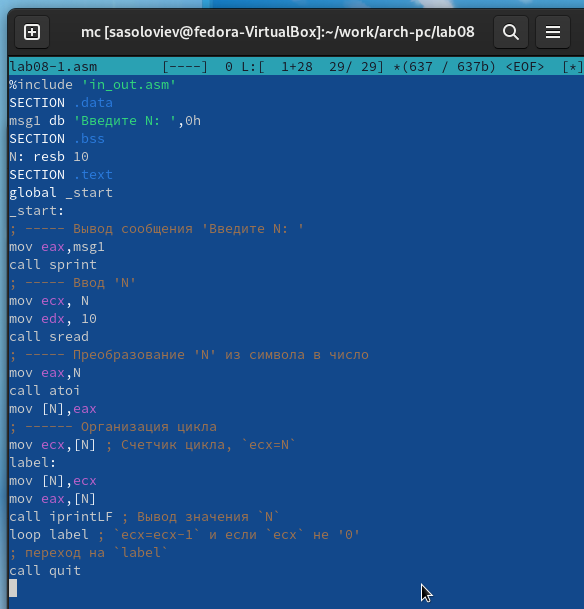 mc [sasoloviev@fedora-VirtualBox]:~/work/arch-pc/lab08
lab08-1.asm [----] 0 L:[ 1+28 29/ 29] *(637 / 637b) <EOF> [*]
%include 'in_out.asm'
SECTION .data
msg1 db 'Введите N: ',0h
SECTION .bss
N: resb 10
SECTION .text
global _start
_start:
; ----- Вывод сообщения 'Введите N: '
mov eax,msg1
call sprint
; ----- Ввод 'N'
mov ecx, N
mov edx, 10
call sread
; ----- Преобразование 'N' из символа в число
mov eax,N
call atoi
mov [N],eax
; ------ Организация цикла
mov ecx,[N] ; Счетчик цикла, `ecx=N`
label:
mov [N],ecx
mov eax,[N]
call iprintLF ; Вывод значения `N`
loop label ; `ecx=ecx-1` и если `ecx` не '0'
; переход на `label`
call quit